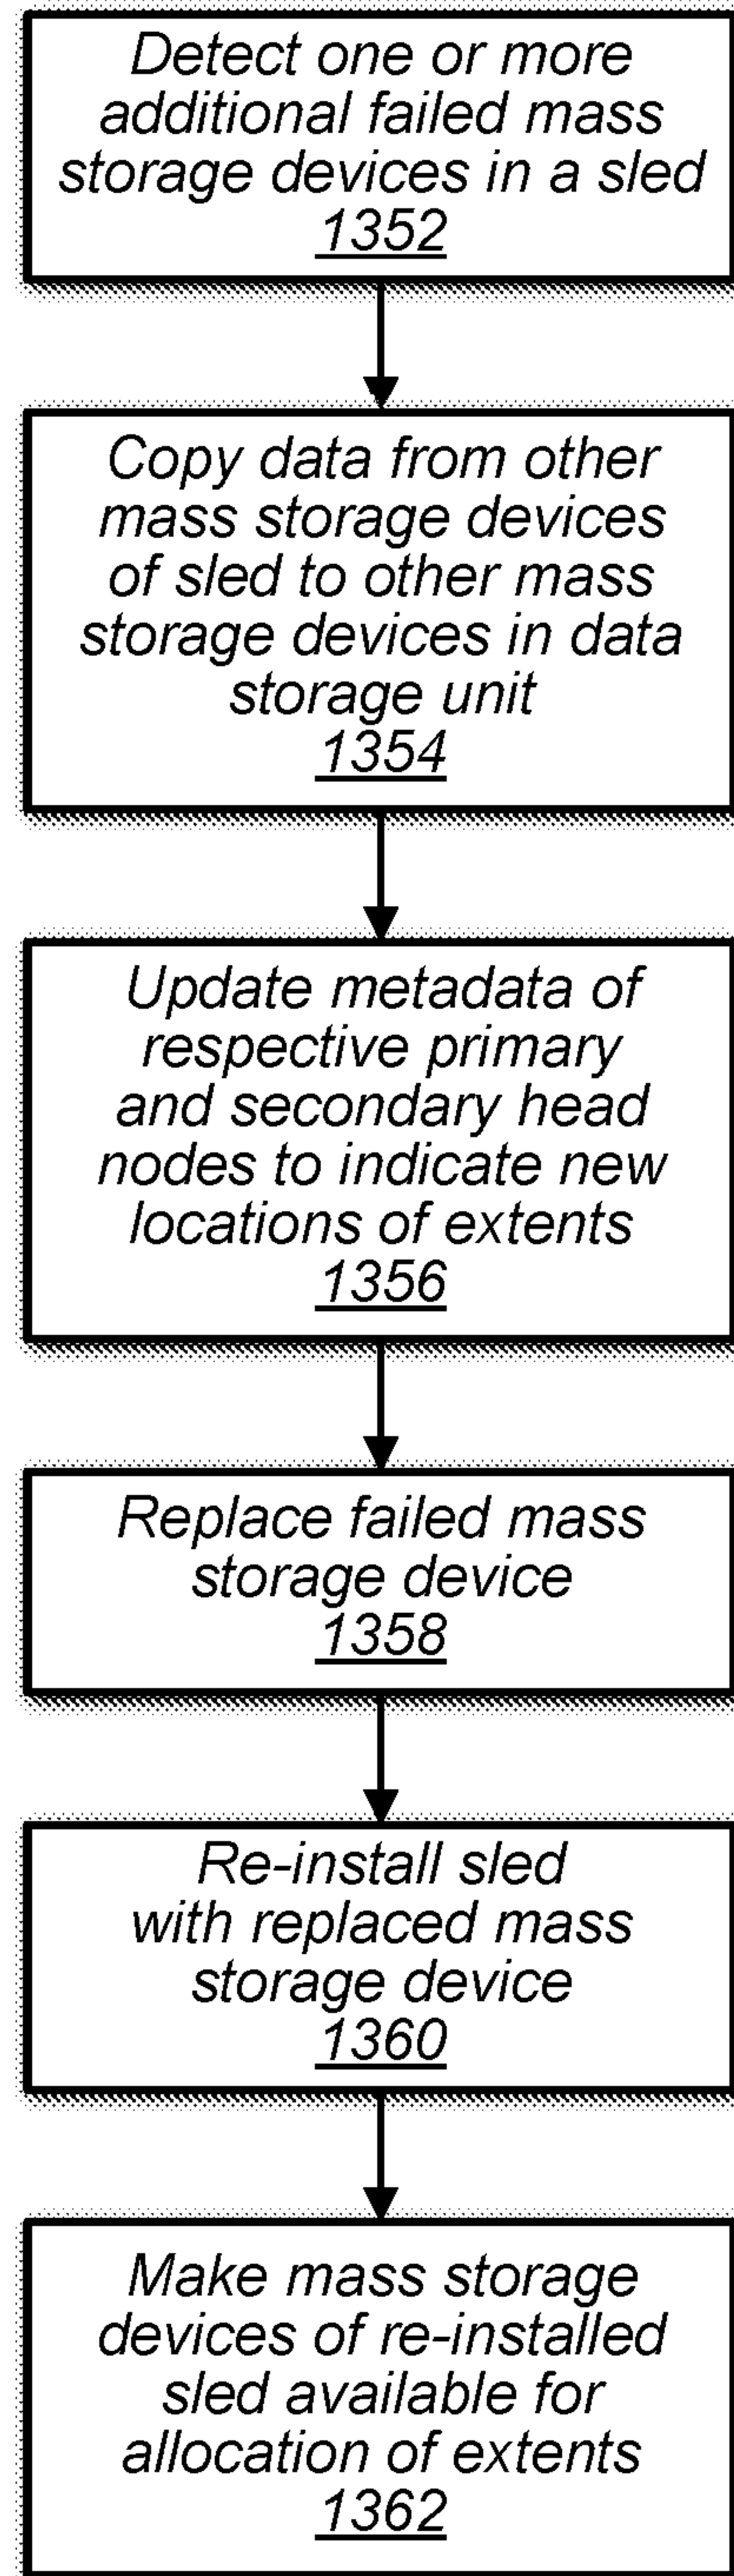 Detect one or more
additional failed mass
storage devices in a sled
1352
Copy data from other
mass storage devices
of sled to other mass
storage devices in data
storage unit
1354
Update metadata of
respective primary
and secondary head
nodes to indicate new
locations of extents
1356
Replace failed mass
storage device
1358
Re-install sled
with replaced mass
storage device
1360
Make mass storage
devices of re-installed
sled available for
allocation of extents
1362